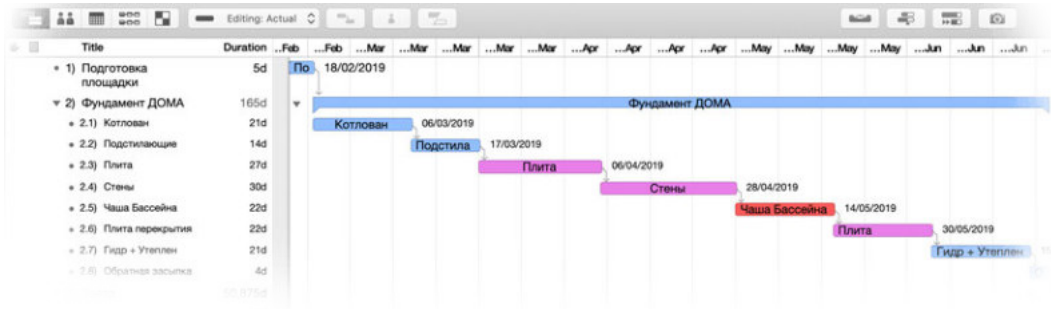 Editing: Actual
Title Duration ...Feb ...Feb ...Mar ...Mar ...Mar ...Mar ...Mar ...Apr ...Apr ...Apr ...Apr ...May ...May ...May ...May ...Jun ...Jun ...Jun
1) Подготовка 5d По 18/02/2019
площадки
2) Фундамент ДОМА 165d Фундамент ДОМА
2.1) Котлован 21d Котлован 06/03/2019
2.2) Подстилающие 14d Подстила 17/03/2019
2.3) Плита 27d Плита 06/04/2019
2.4) Стены 30d Стены 28/04/2019
2.5) Чаша Бассейна 22d Чаша Бассейна 14/05/2019
2.6) Плита перекрытия 22d Плита 30/05/2019
2.7) Гидр + Утеплен 21d Гидр + Утеплен
2.8) Обратная засыпка 4d
50,875d